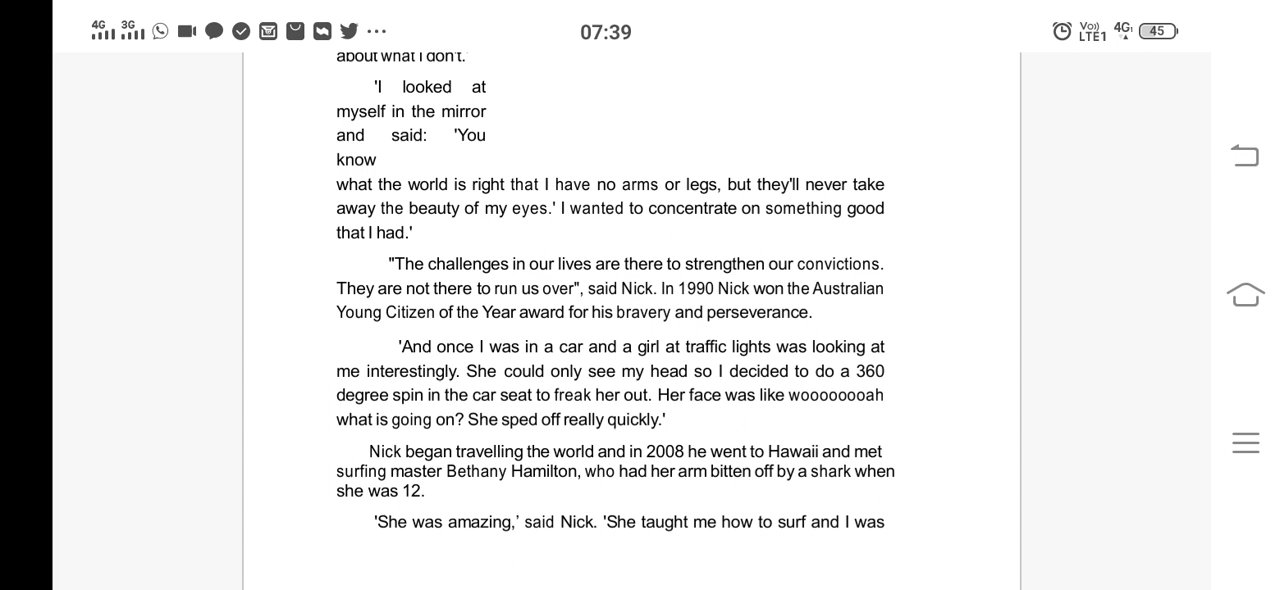 4G 3G ... 07:39 Vo)) LTE1 4G 45
about what I don't.'
'I looked at
myself in the mirror
and said: 'You
know
what the world is right that I have no arms or legs, but they'll never take
away the beauty of my eyes.' I wanted to concentrate on something good
that I had.'
"The challenges in our lives are there to strengthen our convictions.
They are not there to run us over", said Nick. In 1990 Nick won the Australian
Young Citizen of the Year award for his bravery and perseverance.
'And once I was in a car and a girl at traffic lights was looking at
me interestingly. She could only see my head so I decided to do a 360
degree spin in the car seat to freak her out. Her face was like woooooooah
what is going on? She sped off really quickly.'
Nick began travelling the world and in 2008 he went to Hawaii and met
surfing master Bethany Hamilton, who had her arm bitten off by a shark when
she was 12.
'She was amazing,' said Nick. 'She taught me how to surf and I was